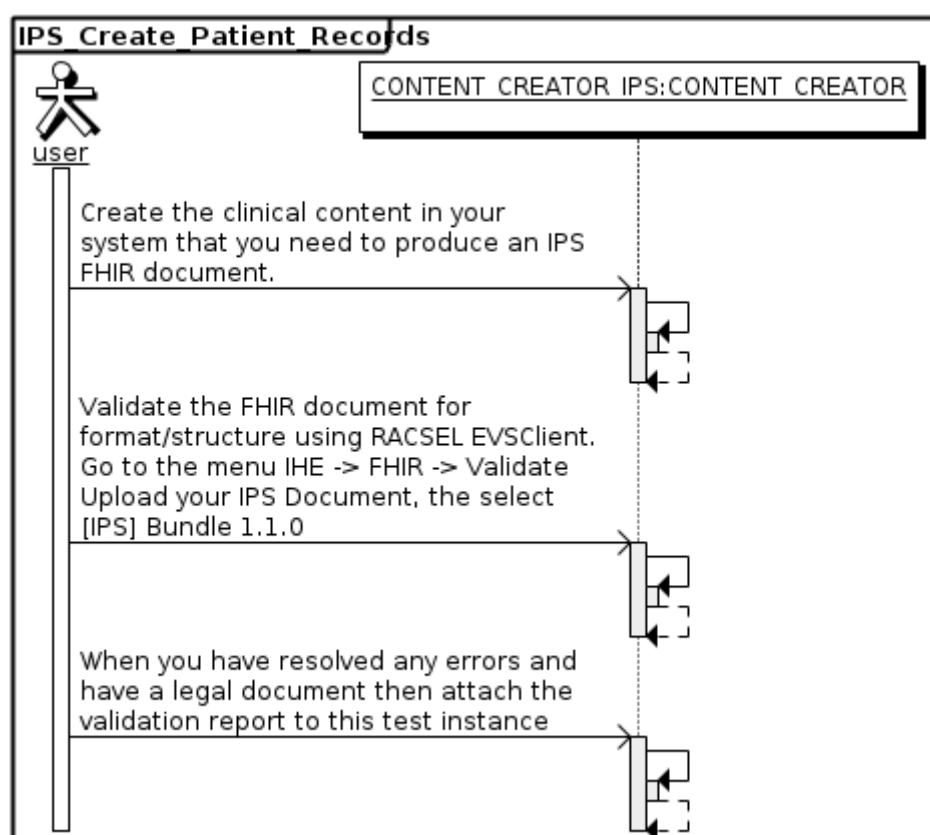 IPS_Create_Patient_Records
CONTENT_CREATOR_IPS:CONTENT_CREATOR
user
Create the clinical content in your
system that you need to produce an IPS
FHIR document.
Validate the FHIR document for
format/structure using RACSEL EVSClient.
Go to the menu IHE -> FHIR -> Validate
Upload your IPS Document, the select
[IPS] Bundle 1.1.0
When you have resolved any errors and
have a legal document then attach the
validation report to this test instance